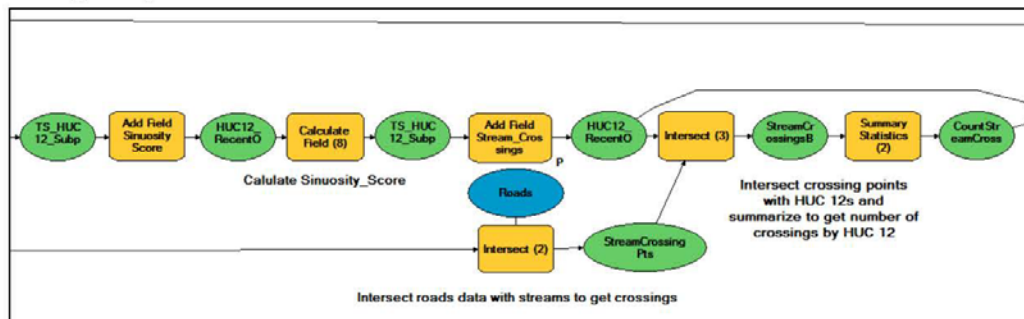 TS_HUC
12_Subp
Add Field
Sinuosity
Score
HUC12_
RecentO
Calculate
Field (8)
TS_HUC
12_Subp
Add Field
Stream_Cro
ssings
P
HUC12_
RecentO
Intersect (3)
StreamCr
ossingsB
Summary
Statistics
(2)
CountStr
eamCross
Calulate Sinuosity_Score
Roads
Intersect (2)
StreamCrossing
Pts
Intersect crossing points
with HUC 12s and
summarize to get number of
crossings by HUC 12
Intersect roads data with streams to get crossings